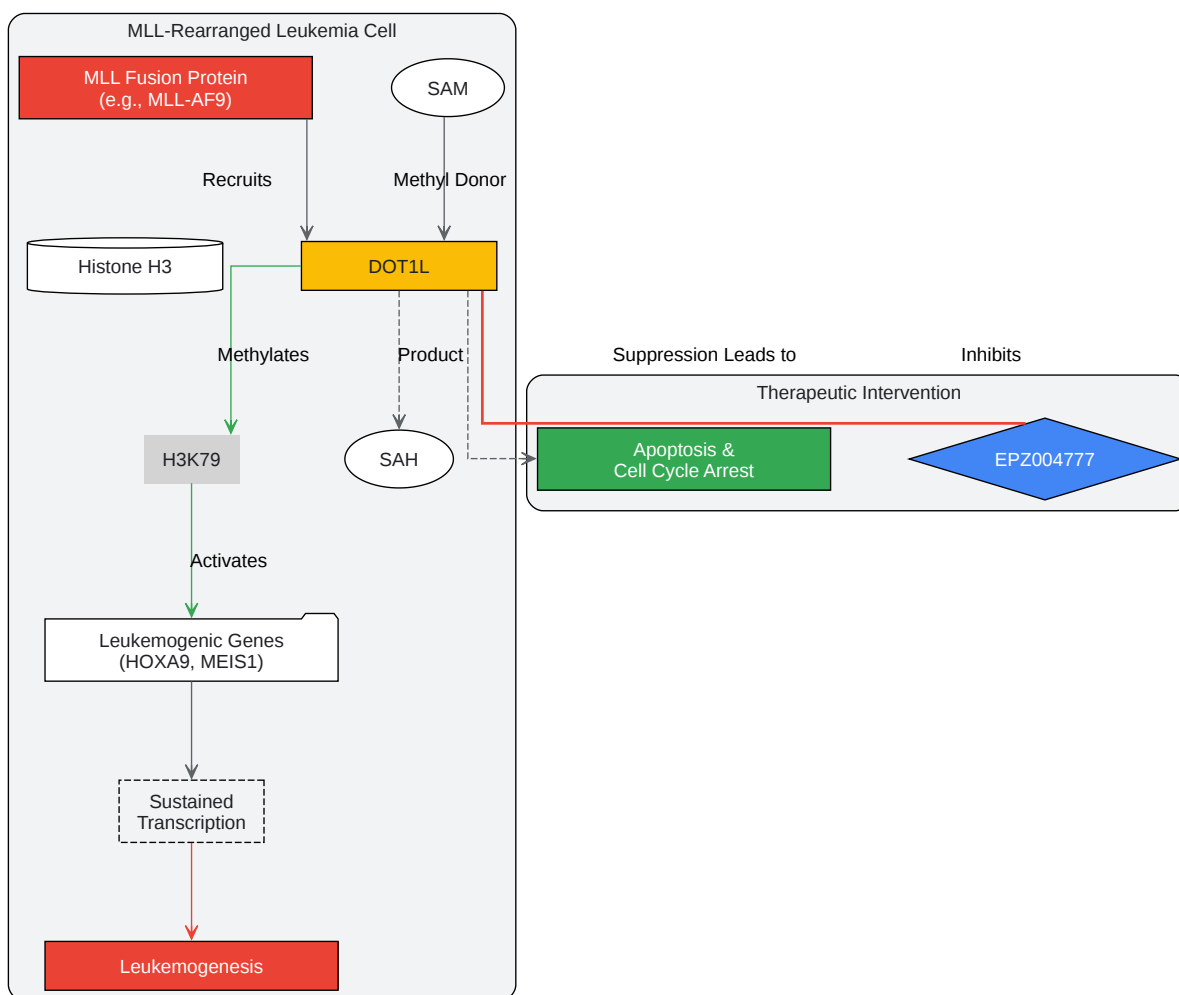 MLL-Rearranged Leukemia Cell
MLL Fusion Protein
(e.g., MLL-AF9)
SAM
Recruits
Methyl Donor
Histone H3
DOT1L
Methylates
Product
Suppression Leads to
Inhibits
Therapeutic Intervention
H3K79
SAH
Apoptosis &
Cell Cycle Arrest
EPZ004777
Activates
Leukemogenic Genes
(HOXA9, MEIS1)
Sustained
Transcription
Leukemogenesis